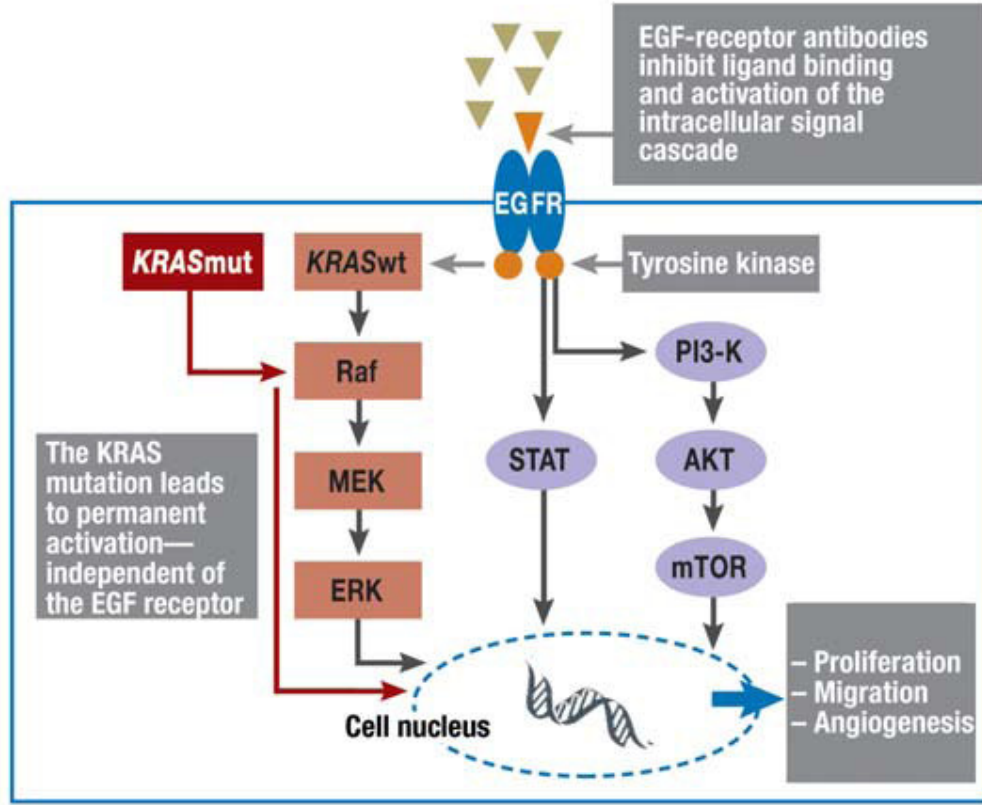 EGF-receptor antibodies
inhibit ligand binding
and activation of the
intracellular signal
cascade
EGFR
KRASmut
KRASwt
Tyrosine kinase
Raf
PI3-K
The KRAS
mutation leads
to permanent
activation—
independent of
the EGF receptor
MEK
STAT
AKT
ERK
mTOR
Cell nucleus
– Proliferation
– Migration
– Angiogenesis